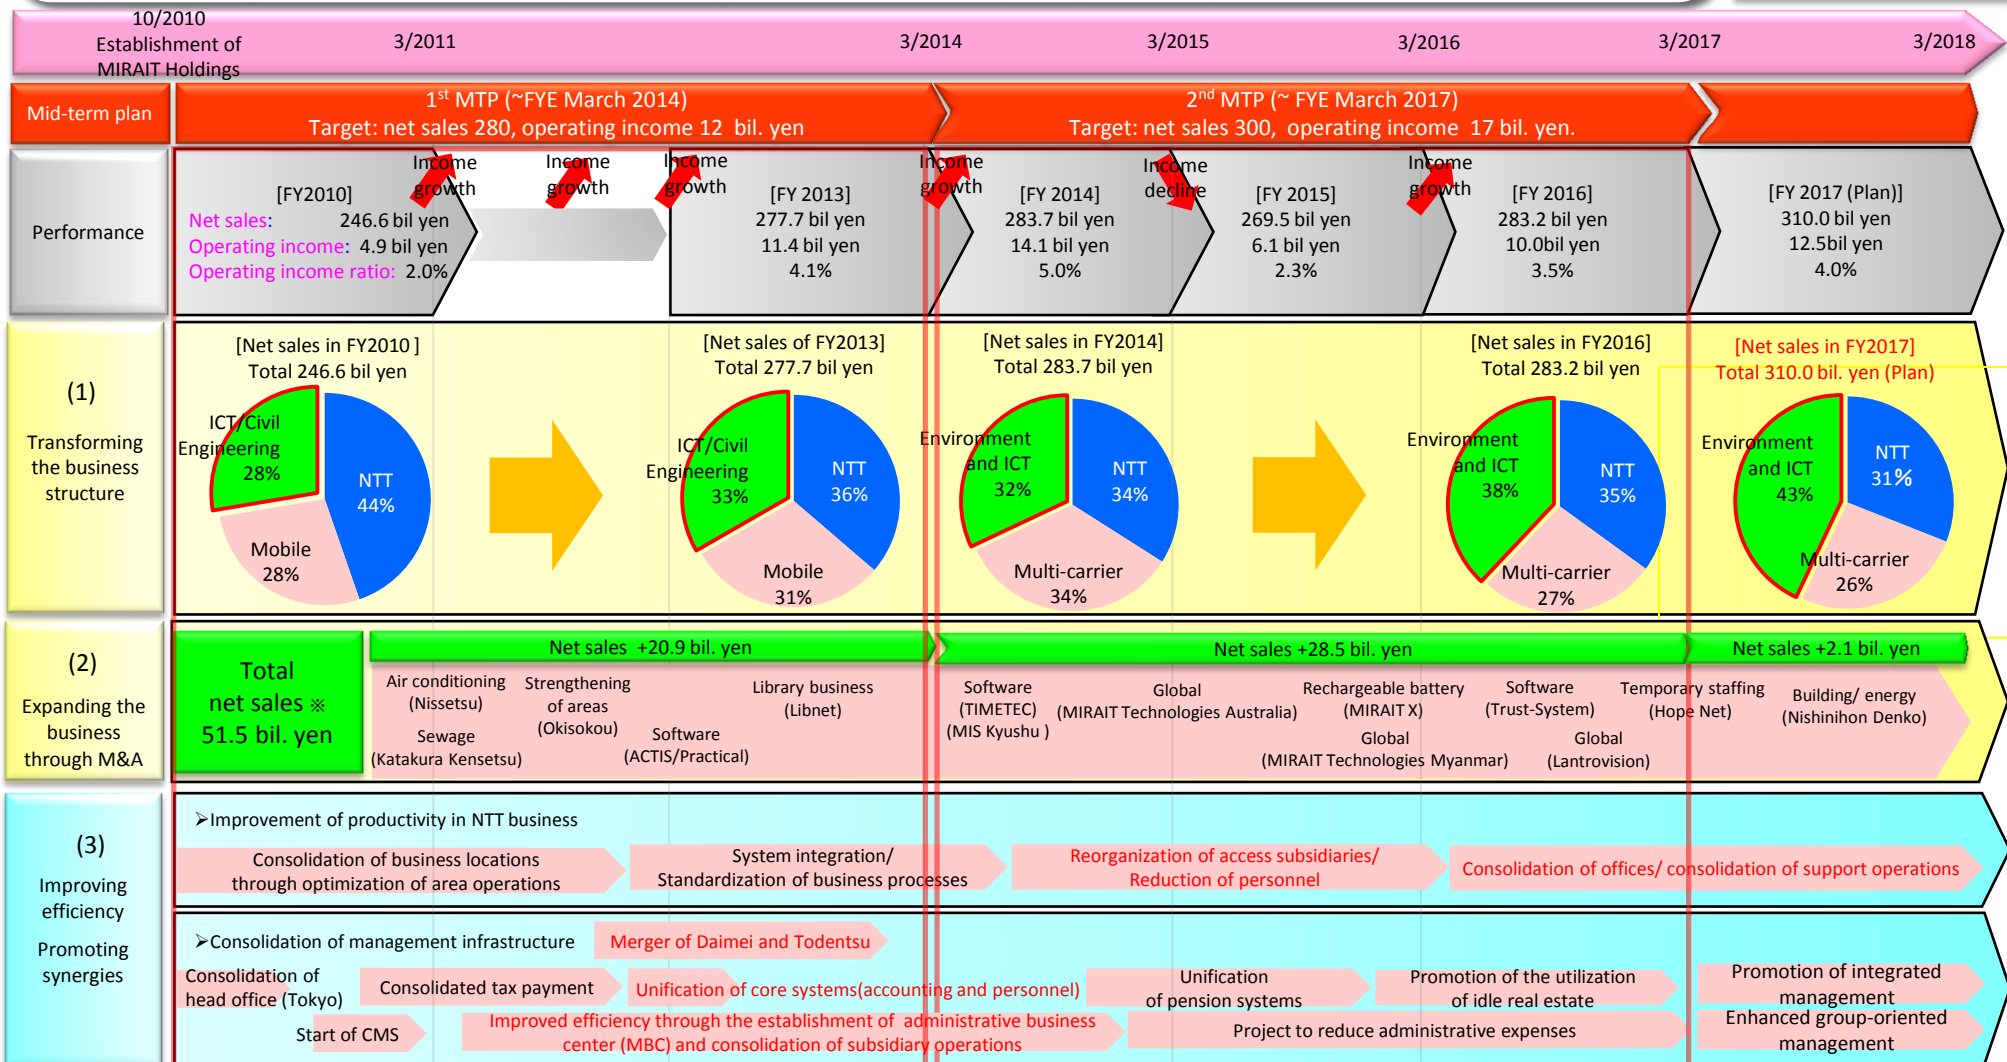 10/2010
Establishment of
MIRAIT Holdings
3/2011
3/2014
3/2015
3/2016
3/2017
3/2018
Mid-term plan
1st MTP (~FYE March 2014)
Target: net sales 280, operating income 12 bil. yen
2nd MTP (~ FYE March 2017)
Target: net sales 300, operating income 17 bil. yen.
Performance
Income
growth
Income
growth
Income
growth
Income
growth
Income
decline
Income
growth
[FY2010]
Net sales: 246.6 bil yen
Operating income: 4.9 bil yen
Operating income ratio: 2.0%
[FY 2013]
277.7 bil yen
11.4 bil yen
4.1%
[FY 2014]
283.7 bil yen
14.1 bil yen
5.0%
[FY 2015]
269.5 bil yen
6.1 bil yen
2.3%
[FY 2016]
283.2 bil yen
10.0bil yen
3.5%
[FY 2017 (Plan)]
310.0 bil yen
12.5bil yen
4.0%
(1)
Transforming
the business
structure
[Net sales in FY2010 ]
Total 246.6 bil yen
ICT/Civil
Engineering
28%
NTT
44%
Mobile
28%
[Net sales of FY2013]
Total 277.7 bil yen
ICT/Civil
Engineering
33%
NTT
36%
Mobile
31%
[Net sales in FY2014]
Total 283.7 bil yen
Environment
and ICT
32%
NTT
34%
Multi-carrier
34%
[Net sales in FY2016]
Total 283.2 bil yen
Environment
and ICT
38%
NTT
35%
Multi-carrier
27%
[Net sales in FY2017]
Total 310.0 bil. yen (Plan)
Environment
and ICT
43%
NTT
31%
Multi-carrier
26%
(2)
Expanding the
business
through M&A
Total
net sales ※
51.5 bil. yen
Net sales +20.9 bil. yen
Net sales +28.5 bil. yen
Net sales +2.1 bil. yen
Air conditioning
(Nissetsu)
Sewage
(Katakura Kensetsu)
Strengthening
of areas
(Okisokou)
Software
(ACTIS/Practical)
Library business
(Libnet)
Software
(TIMETEC)
(MIS Kyushu )
Global
(MIRAIT Technologies Australia)
Rechargeable battery
(MIRAIT X)
Global
(MIRAIT Technologies Myanmar)
Software
(Trust-System)
Global
(Lantrovision)
Temporary staffing
(Hope Net)
Building/ energy
(Nishinihon Denko)
(3)
Improving
efficiency
Promoting
synergies
➢Improvement of productivity in NTT business
Consolidation of business locations
through optimization of area operations
System integration/
Standardization of business processes
Reorganization of access subsidiaries/
Reduction of personnel
Consolidation of offices/ consolidation of support operations
➢Consolidation of management infrastructure
Merger of Daimei and Todentsu
Consolidation of
head office (Tokyo)
Consolidated tax payment
Unification of core systems(accounting and personnel)
Unification
of pension systems
Promotion of the utilization
of idle real estate
Promotion of integrated
management
Start of CMS
Improved efficiency through the establishment of administrative business
center (MBC) and consolidation of subsidiary operations
Project to reduce administrative expenses
Enhanced group-oriented
management